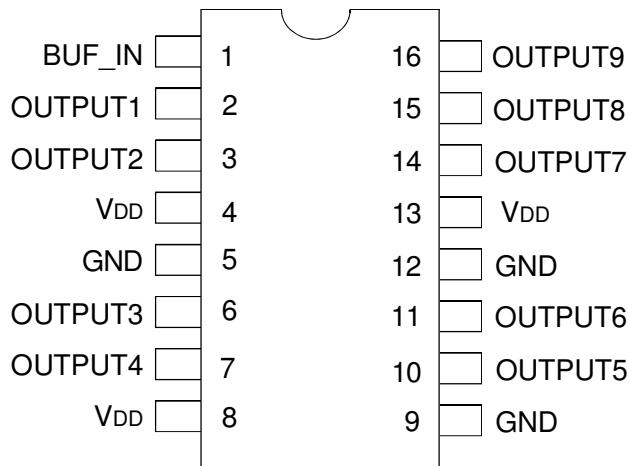 BUF_IN 1 16 OUTPUT9
OUTPUT1 2 15 OUTPUT8
OUTPUT2 3 14 OUTPUT7
VDD 4 13 VDD
GND 5 12 GND
OUTPUT3 6 11 OUTPUT6
OUTPUT4 7 10 OUTPUT5
VDD 8 9 GND